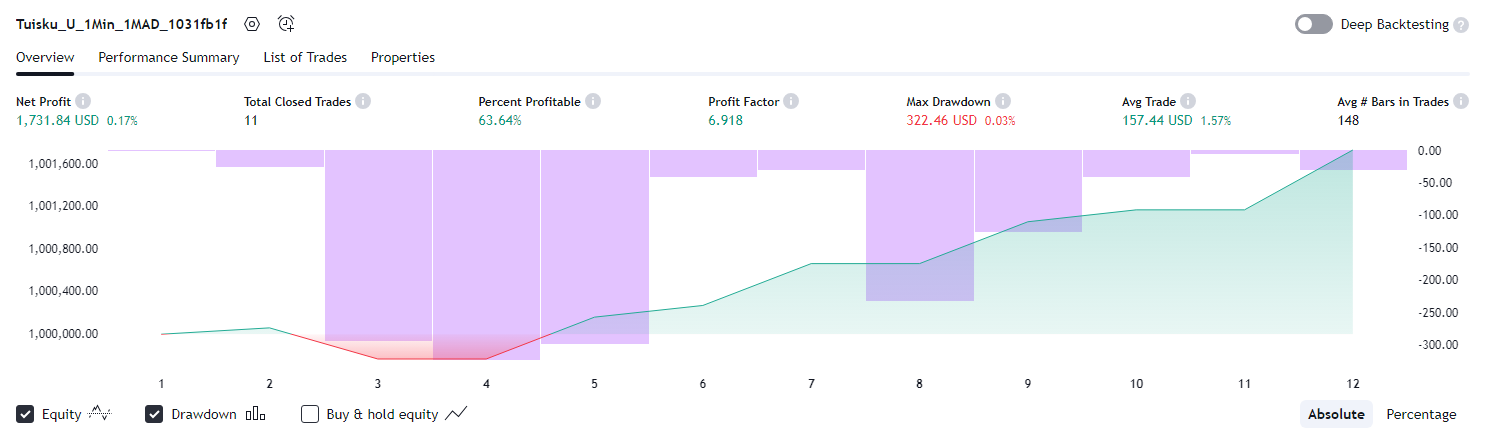 Tuisku_U_1Min_1MAD_1031fb1f Deep Backtesting ?
Overview Performance Summary List of Trades Properties
Net Profit Total Closed Trades Percent Profitable Profit Factor Max Drawdown Avg Trade Avg # Bars in Trades
1,731.84 USD 0.17% 11 63.64% 6.918 322.46 USD 0.03% 157.44 USD 1.57% 148
0.00
1,001,600.00
-50.00
1,001,200.00
-100.00
1,000,800.00
-150.00
-200.00
1,000,400.00
-250.00
1,000,000.00
-300.00
1 2 3 4 5 6 7 8 9 10 11 12
Equity Drawdown Buy & hold equity Absolute Percentage